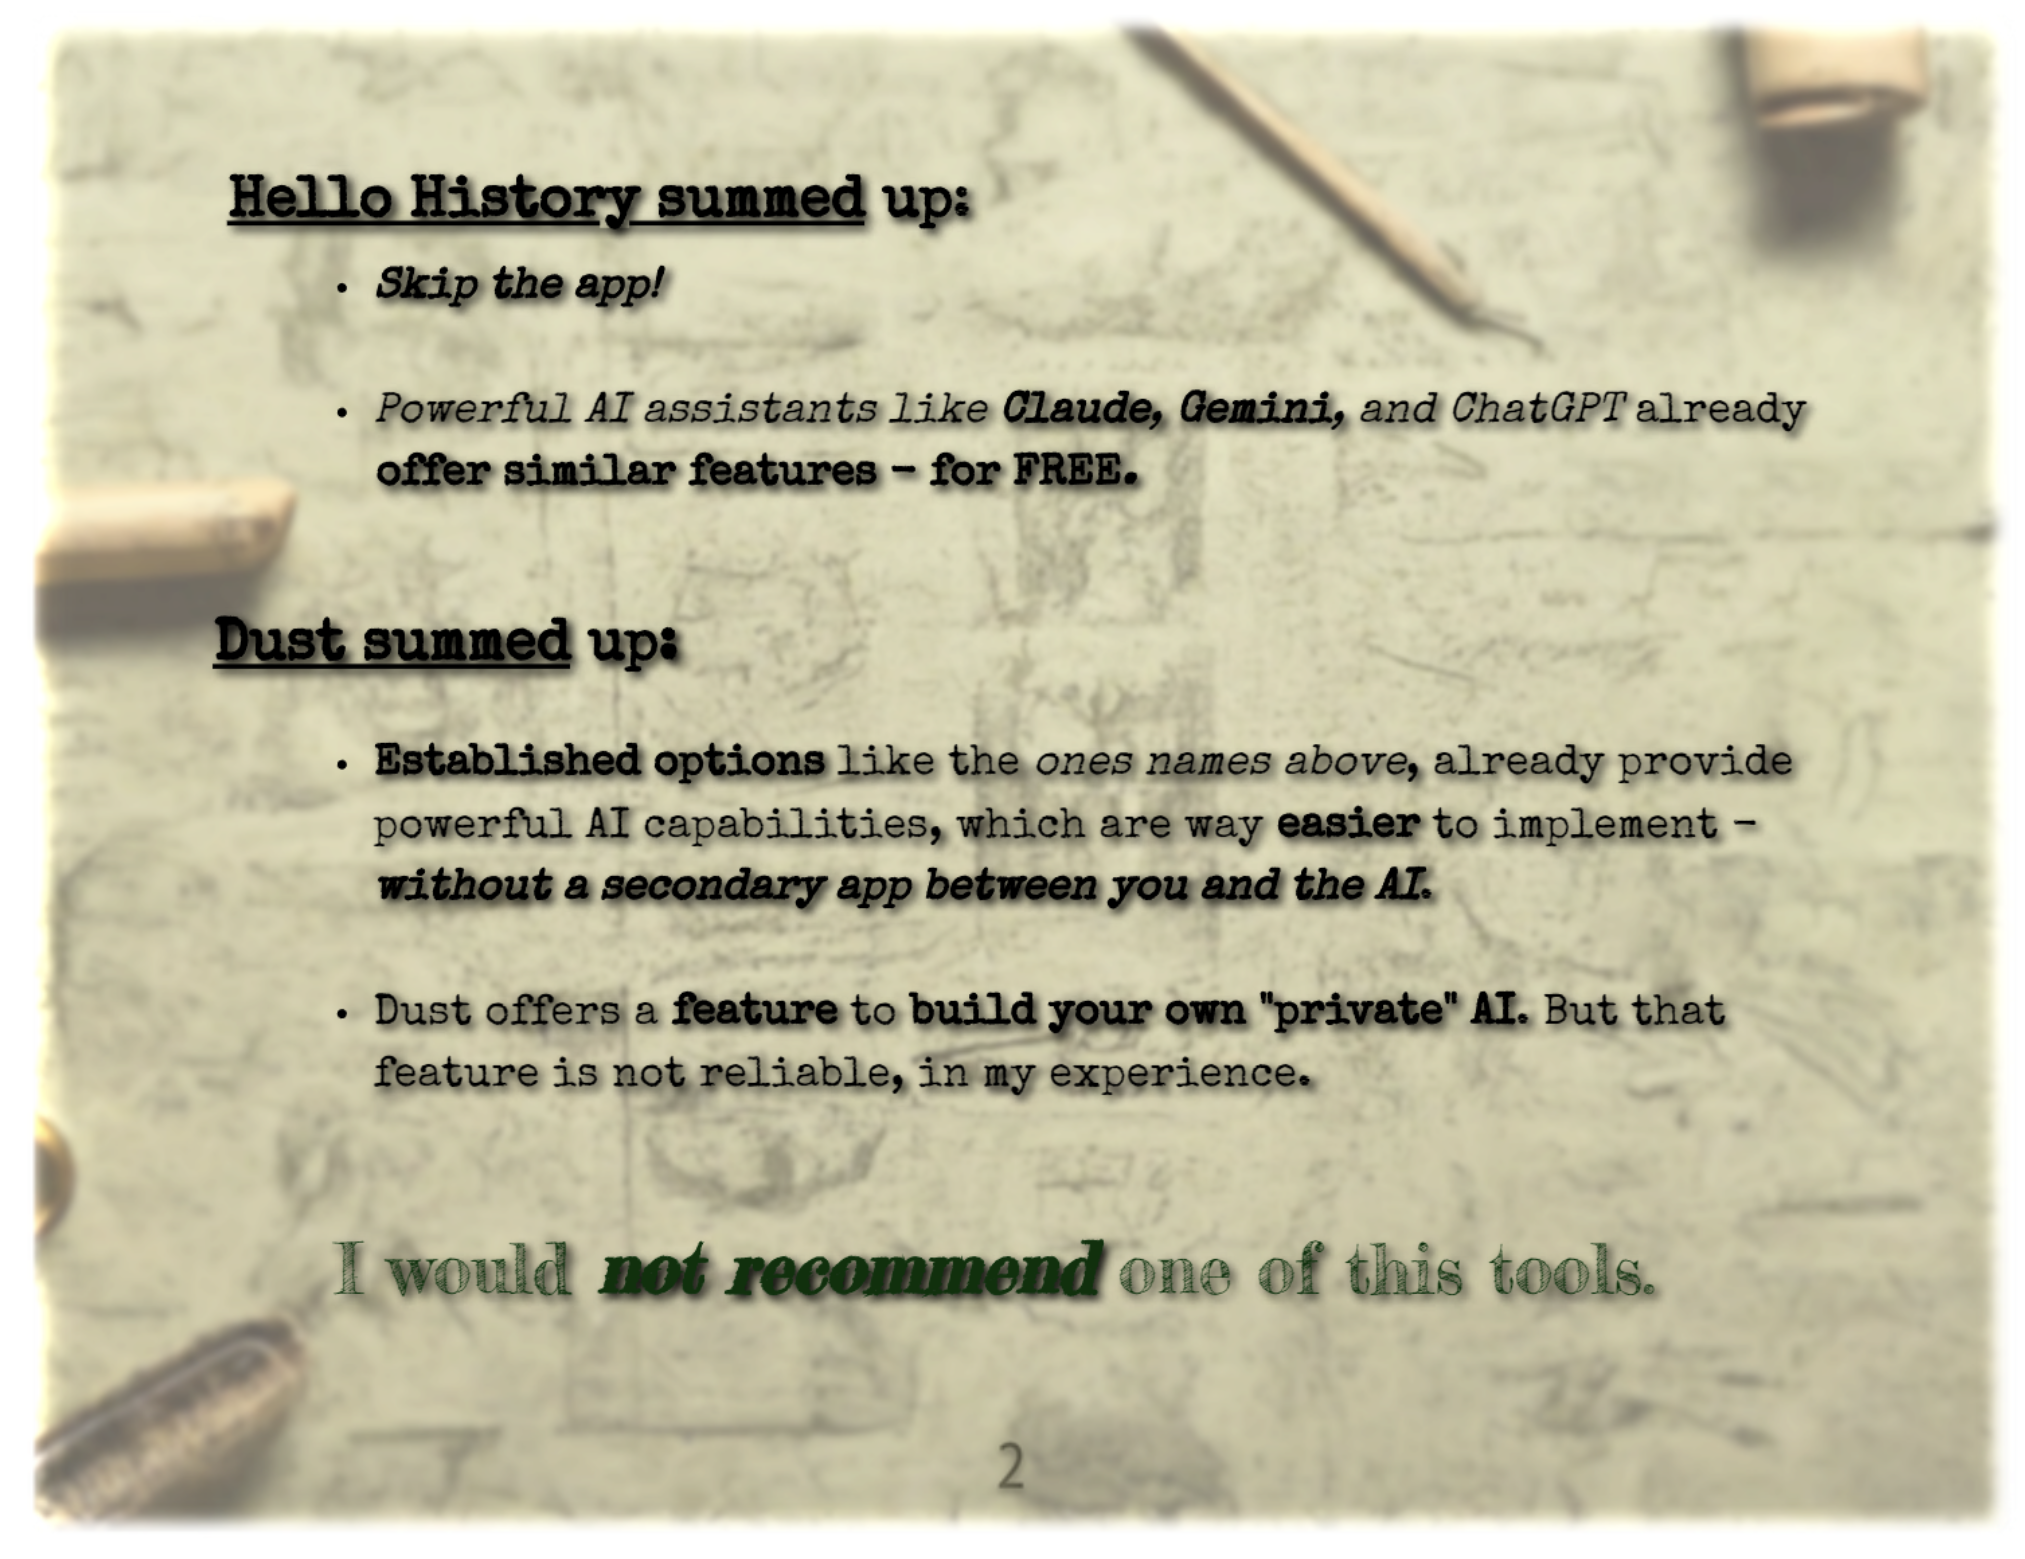 Hello History summed up:
• Skip the app!
• Powerful AI assistants like Claude, Gemini, and ChatGPT already
offer similar features – for FREE.
Dust summed up:
• Established options like the ones names above, already provide
powerful AI capabilities, which are way easier to implement –
without a secondary app between you and the AI.
• Dust offers a feature to build your own "private" AI. But that
feature is not reliable, in my experience.
I would not recommend one of this tools.
2